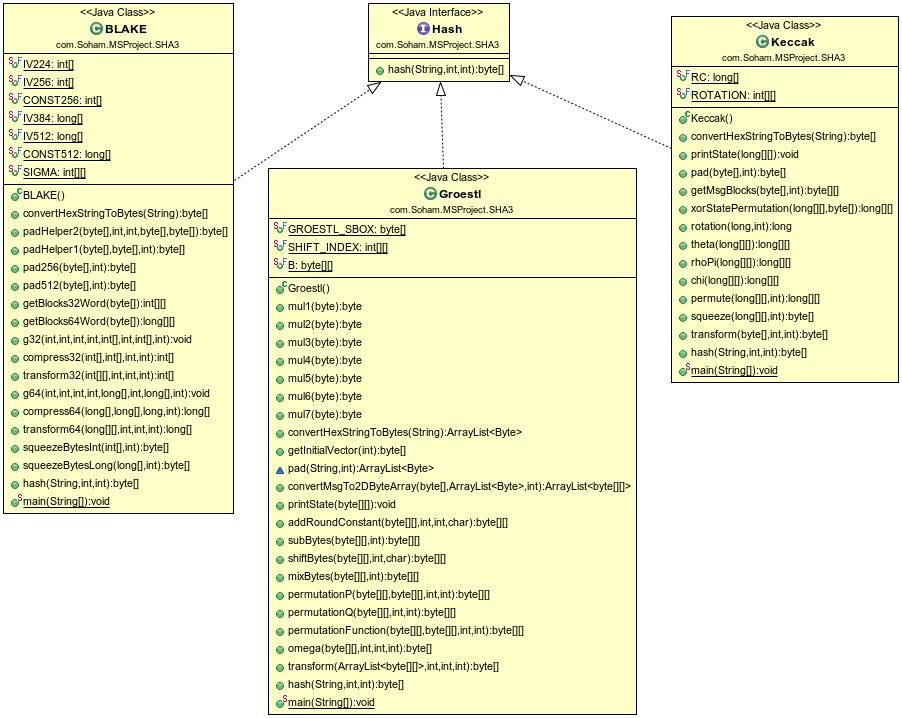 <<Java Class>>
BLAKE
com.Soham.MSProject.SHA3
IV224: int[]
IV256: int[]
CONST256: int[]
IV384: long[]
IV512: long[]
CONST512: long[]
SIGMA: int[][]
BLAKE()
convertHexStringToBytes(String):byte[]
padHelper2(byte[],int,int,byte[],byte[]):byte[]
padHelper1(byte[],byte[],int):byte[]
pad256(byte[],int):byte[]
pad512(byte[],int):byte[]
getBlocks32Word(byte[]):int[][]
getBlocks64Word(byte[]):long[][]
g32(int,int,int,int,int[],int,int[],int):void
compress32(int[],int[],int,int):int[]
transform32(int[][],int,int,int):int[]
g64(int,int,int,int,long[],int,long[],int):void
compress64(long[],long[],long,int):long[]
transform64(long[][],int,int,int):long[]
squeezeBytesInt(int[],int):byte[]
squeezeBytesLong(long[],int):byte[]
hash(String,int,int):byte[]
main(String[]):void
<<Java Interface>>
Hash
com.Soham.MSProject.SHA3
hash(String,int,int):byte[]
<<Java Class>>
Groestl
com.Soham.MSProject.SHA3
GROESTL_SBOX: byte[]
SHIFT_INDEX: int[][]
B: byte[][]
Groestl()
mul1(byte):byte
mul2(byte):byte
mul3(byte):byte
mul4(byte):byte
mul5(byte):byte
mul6(byte):byte
mul7(byte):byte
convertHexStringToBytes(String):ArrayList<Byte>
getInitialVector(int):byte[]
pad(String,int):ArrayList<Byte>
convertMsgTo2DByteArray(byte[],ArrayList<Byte>,int):ArrayList<byte[][]>
printState(byte[][]):void
addRoundConstant(byte[][],int,int,char):byte[][]
subBytes(byte[][],int):byte[][]
shiftBytes(byte[][],int,char):byte[][]
mixBytes(byte[][],int):byte[][]
permutationP(byte[][],byte[][],int,int):byte[][]
permutationQ(byte[][],int,int):byte[][]
permutationFunction(byte[][],byte[][],int,int):byte[][]
omega(byte[][],int,int,int):byte[]
transform(ArrayList<byte[][]>,int,int,int):byte[]
hash(String,int,int):byte[]
main(String[]):void
<<Java Class>>
Keccak
com.Soham.MSProject.SHA3
RC: long[]
ROTATION: int[][]
Keccak()
convertHexStringToBytes(String):byte[]
printState(long[][]):void
pad(byte[],int):byte[]
getMsgBlocks(byte[],int):byte[][]
xorStatePermutation(long[][],byte[]):long[][]
rotation(long,int):long
theta(long[][]):long[][]
rhoPi(long[][]):long[][]
chi(long[][]):long[][]
permute(long[][],int):long[][]
squeeze(long[][],int):byte[]
transform(byte[],int,int):byte[]
hash(String,int,int):byte[]
main(String[]):void